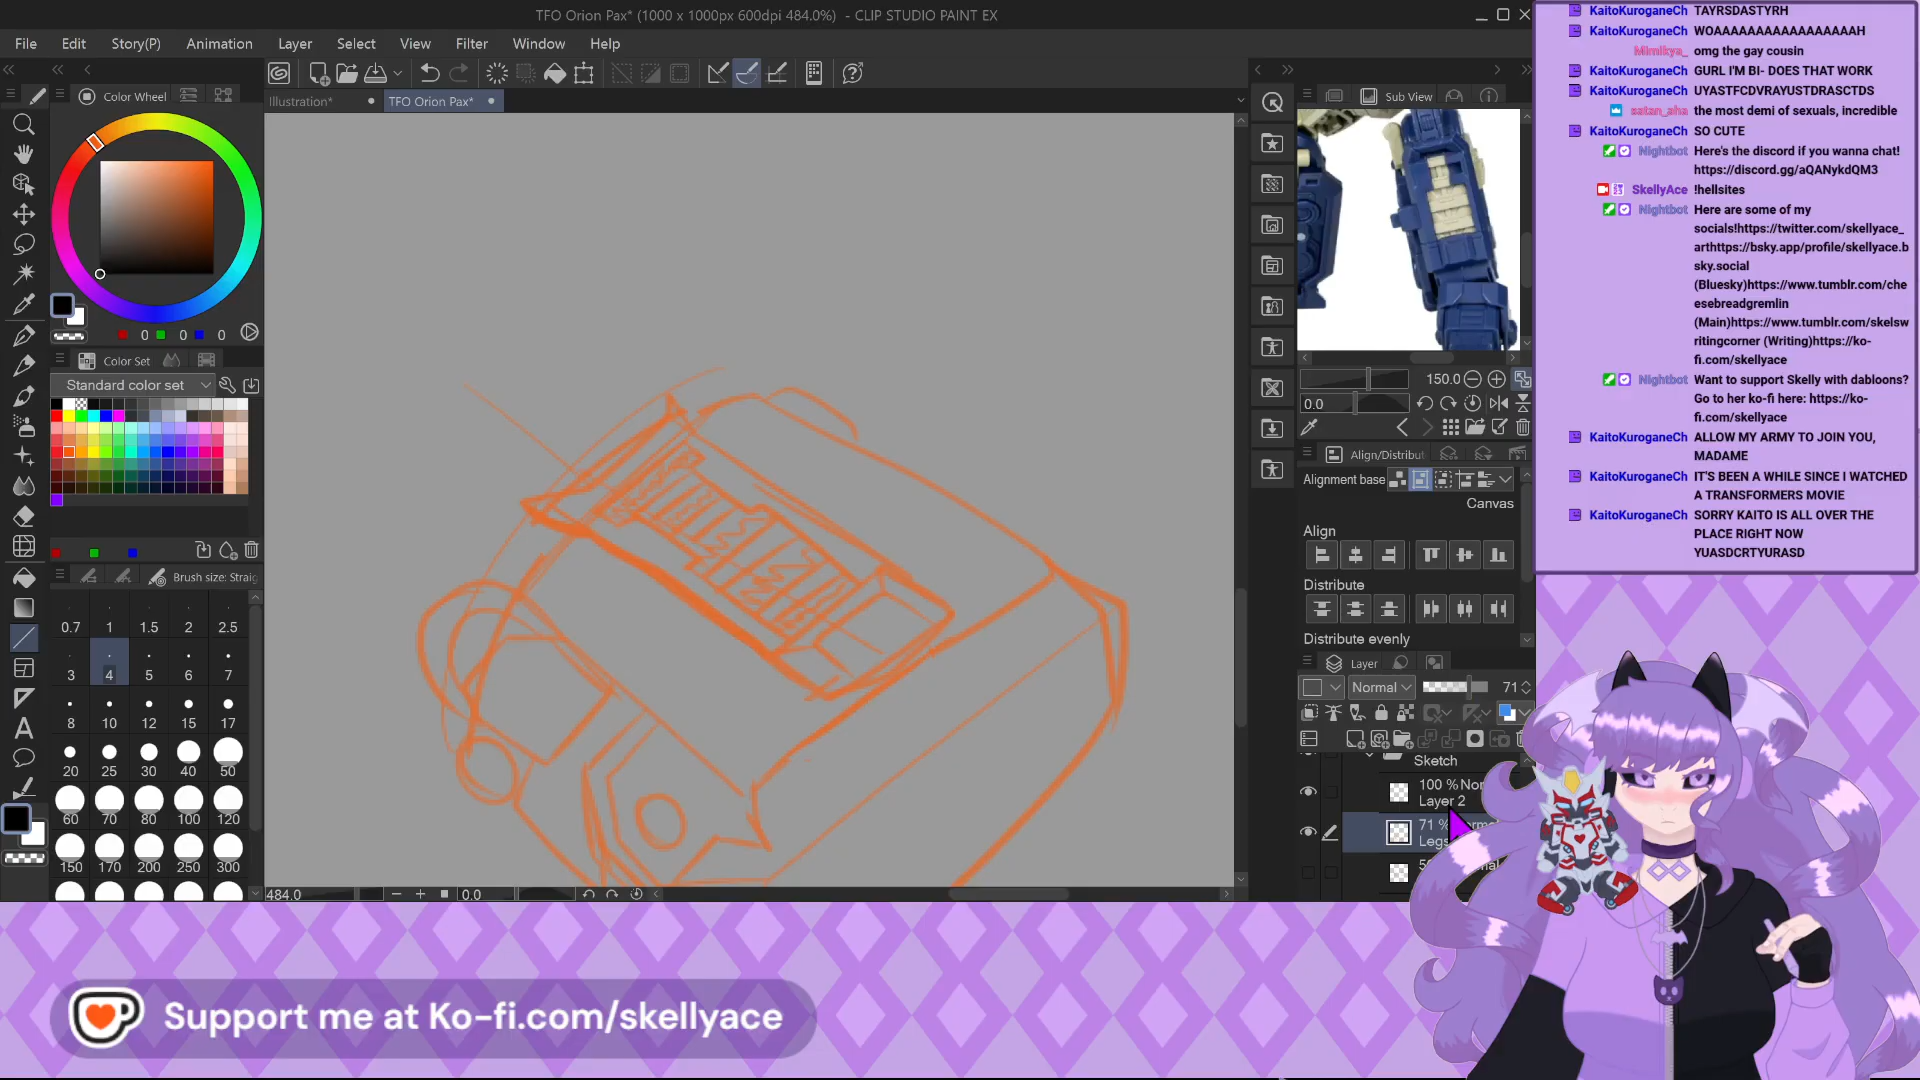 TFO Orion Pax* (1000 x 1000px 600dpi 484.0%) - CLIP STUDIO PAINT EX
File Edit Story(P) Animation Layer Select View Filter Window Help
Illustration* TFO Orion Pax*
Color Wheel
0 0 0
Color Set
Standard color set
Brush size: Straig
0.7 1 1.5 2 2.5
3 4 5 6 7
8 10 12 15 17
20 25 30 40 50
60 70 80 100 120
150 170 200 250 300
484.0 0.0
Sub View
150.0
0.0
Align/Distribut
Alignment base
Canvas
Align
Distribute
Distribute evenly
Layer
Normal 71
Sketch
100 % Nor
Layer 2
71 %
Legs
KaitoKuroganeCh TAYRSDASTYRH
KaitoKuroganeCh WOAAAAAAAAAAAAAAAAAH
Mimikya_ omg the gay cousin
KaitoKuroganeCh GURL I'M BI- DOES THAT WORK
KaitoKuroganeCh UYASTFCDVRAYUSTDRASCTDS
satan_aha the most demi of sexuals, incredible
KaitoKuroganeCh SO CUTE
Nightbot Here's the discord if you wanna chat!
https://discord.gg/aQANykdQM3
SkellyAce !hellsites
Nightbot Here are some of my
socials!https://twitter.com/skellyace_
arthttps://bsky.app/profile/skellyace.b
sky.social
(Bluesky)https://www.tumblr.com/che
esebreadgremlin
(Main)https://www.tumblr.com/skelsw
ritingcorner (Writing)https://ko-
fi.com/skellyace
Nightbot Want to support Skelly with dabloons?
Go to her ko-fi here: https://ko-
fi.com/skellyace
KaitoKuroganeCh ALLOW MY ARMY TO JOIN YOU,
MADAME
KaitoKuroganeCh IT'S BEEN A WHILE SINCE I WATCHED
A TRANSFORMERS MOVIE
KaitoKuroganeCh SORRY KAITO IS ALL OVER THE
PLACE RIGHT NOW
YUASDCRTYURASD
Support me at Ko-fi.com/skellyace